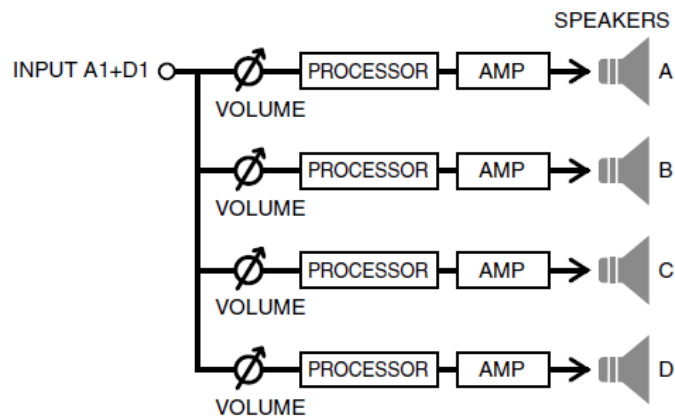 SPEAKERS
INPUT A1+D1
PROCESSOR
AMP
A
VOLUME
PROCESSOR
AMP
B
VOLUME
PROCESSOR
AMP
C
VOLUME
PROCESSOR
AMP
D
VOLUME